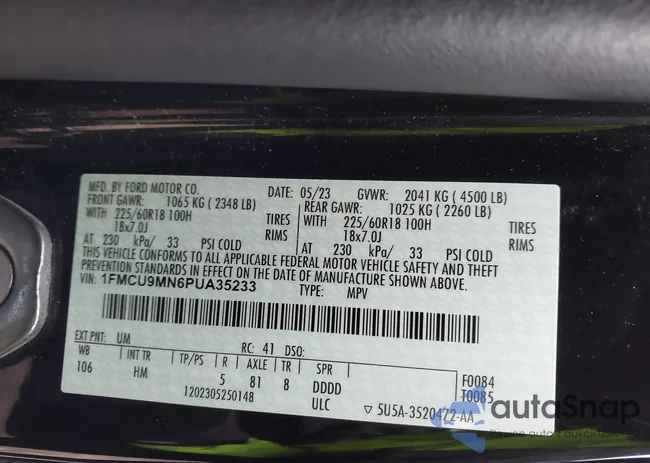 MFD. BY FORD MOTOR CO.
DATE: 05/23 GVWR: 2041 KG ( 4500 LB)
FRONT GAWR: 1065 KG ( 2348 LB) REAR GAWR: 1025 KG ( 2260 LB)
WITH 225/60R18 100H TIRES WITH 225/60R18 100H TIRES
18x7.0J RIMS 18x7.0J RIMS
AT 230 kPa/ 33 PSI COLD AT 230 kPa/ 33 PSI COLD
THIS VEHICLE CONFORMS TO ALL APPLICABLE FEDERAL MOTOR VEHICLE SAFETY AND THEFT
PREVENTION STANDARDS IN EFFECT ON THE DATE OF MANUFACTURE SHOWN ABOVE.
VIN: 1FMCU9MN6PUA35233 TYPE: MPV
EXT PNT: UM RC: 41 DSO:
WB INT TR TP/PS R AXLE TR SPR
106 HM 5 81 8 DDDD
F0084
T0085
1202305250148 ULC ▽ 5U5A-3520472-AA
autoSnap
Pewne auto z aukcji USA